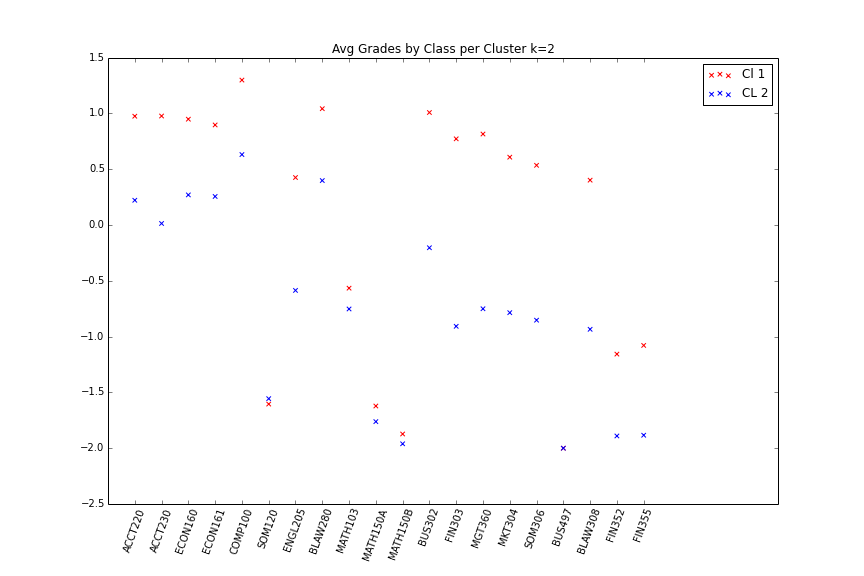 Avg Grades by Class per Cluster k=2
Cl 1
CL 2
1.5
1.0
0.5
0.0
−0.5
−1.0
−1.5
−2.0
−2.5
ACCT220
ACCT230
ECON160
ECON161
COMP100
SOM120
ENGL205
BLAW280
MATH103
MATH150A
MATH150B
BUS302
FIN303
MGT360
MKT304
SOM306
BUS497
BLAW308
FIN352
FIN355